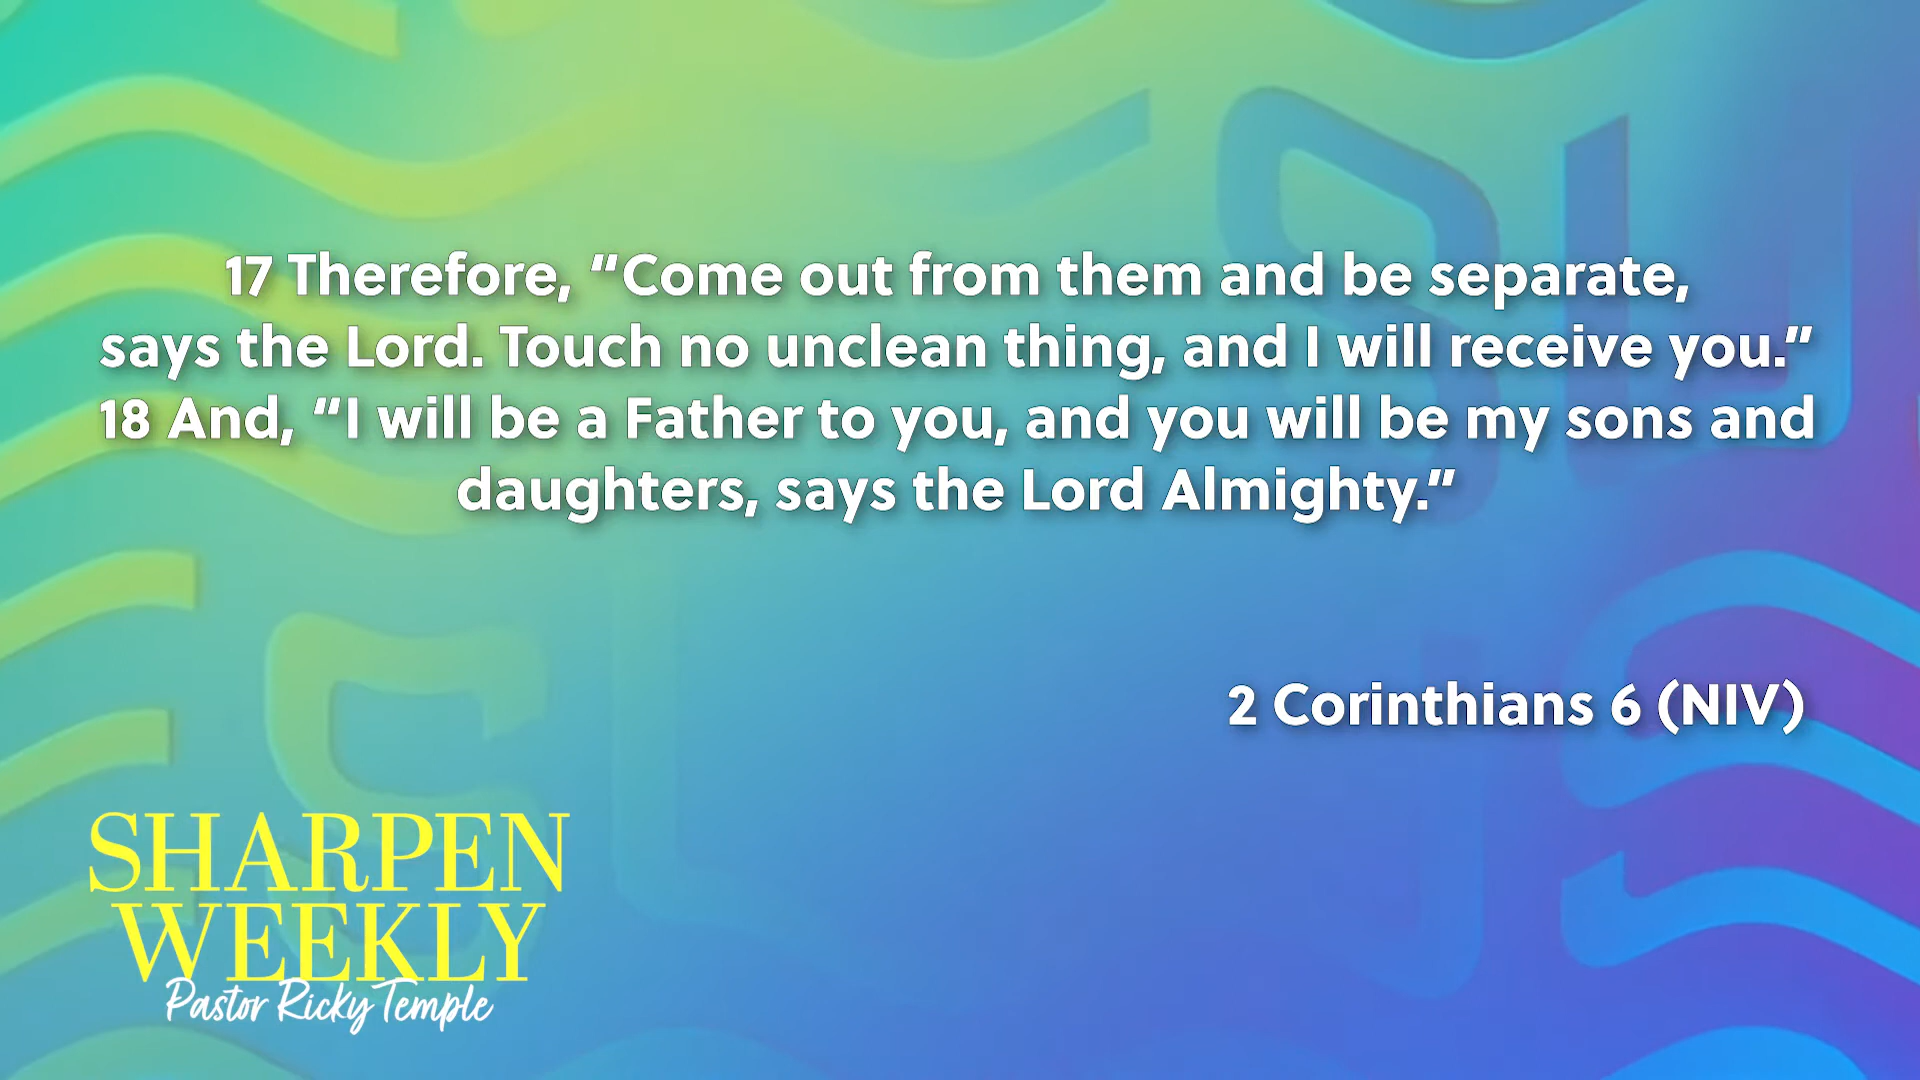 17 Therefore, “Come out from them and be separate,
says the Lord. Touch no unclean thing, and I will receive you.”
18 And, “I will be a Father to you, and you will be my sons and
daughters, says the Lord Almighty.”
2 Corinthians 6 (NIV)
SHARPEN
WEEKLY
Pastor Ricky Temple